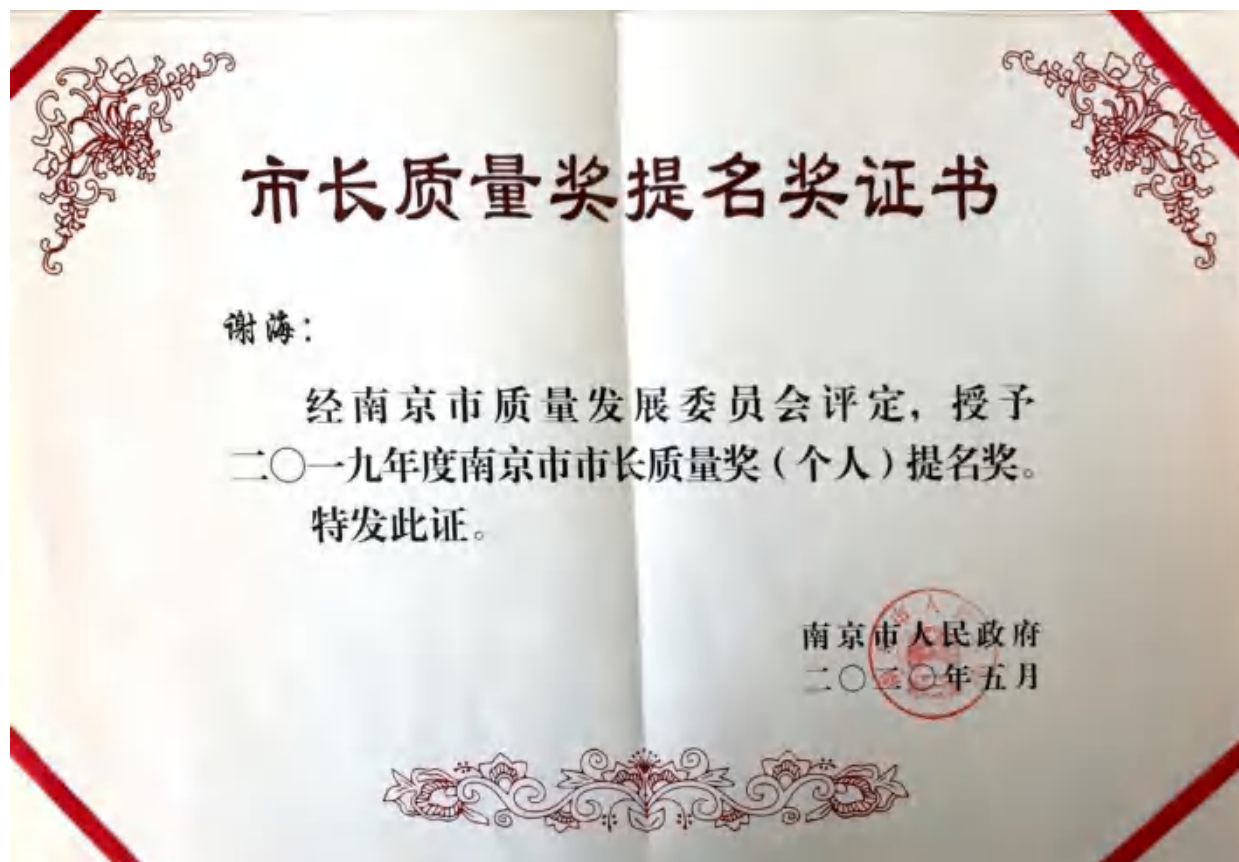 市长质量奖提名奖证书
谢海：
经南京市质量发展委员会评定，授予
二〇一九年度南京市市长质量奖（个人）提名奖。
特发此证。
南京市人民政府
二〇二〇年五月